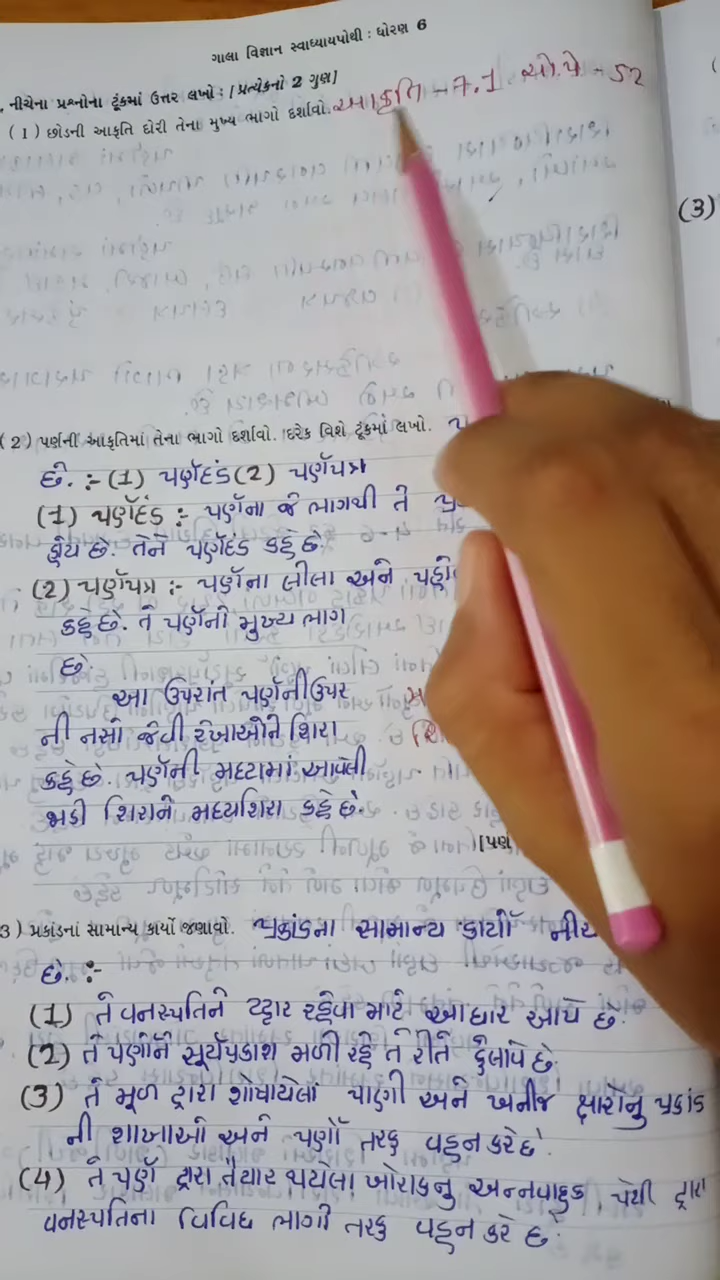 ગાલા વિજ્ઞાન સ્વાધ્યાયપોથી : ધોરણ 6
. નીચેના પ્રશ્નોના ટૂંકમાં ઉત્તર લખો : [પ્રત્યેકનો 2 ગુણ]
(1) છોડની આકૃતિ દોરી તેના મુખ્ય ભાગો દર્શાવો. આકૃતિ - 7.1 ચો.પે - 52
(3)
(2) પર્ણની આકૃતિમાં તેના ભાગો દર્શાવો. દરેક વિશે ટૂંકમાં લખો.
છે. :- (1) પર્ણદંડ (2) પર્ણપત્ર
(1) પર્ણદંડ :- પર્ણના જે ભાગથી તે
હોય છે. તેને પર્ણદંડ કહે છે.
(2) પર્ણપત્ર :- પર્ણના લીલા અને
કહે છે. તે પર્ણનો મુખ્ય ભાગ
છે.
આ ઉપરાંત પર્ણની ઉપર
ની નસો જેવી રેખાઓને શિરા
કહે છે. પર્ણની મધ્યમાં આવેલી
જાડી શિરાને મધ્યશિરા કહે છે.
[પર્ણ
3) પ્રકાંડનાં સામાન્ય કાર્યો જણાવો. પ્રકાંડના સામાન્ય કાર્યો
છે. :-
(1) તે વનસ્પતિને ટટ્ટાર રહેવા માટે આધાર આપે છે.
(2) તે પર્ણોને સૂર્યપ્રકાશ મળી રહે તે રીતે ફેલાવે છે.
(3) તે મૂળ દ્વારા શોષાયેલાં પાણી અને ખનીજ ક્ષારોનુ પ્રકાંડ
ની શાખાઓ અને પર્ણો તરફ વહન કરે છે.
(4) તે પર્ણ દ્વારા તૈયાર થયેલા ખોરાકનુ અન્નવાહક પેશી દ્વારા
વનસ્પતિના વિવિધ ભાગો તરફ વહન કરે છે.